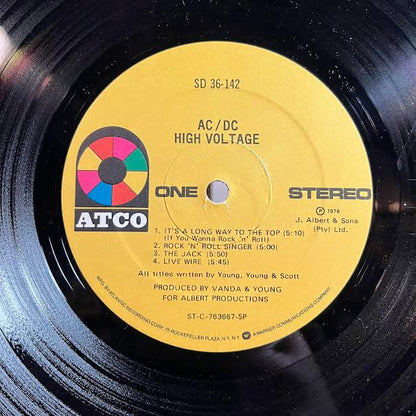 SD 36-142
AC/DC
HIGH VOLTAGE
ATCO
ONE
STEREO
Ⓟ 1976
J. Albert & Sons
(Pty) Ltd.
1. IT'S A LONG WAY TO THE TOP (5:10)
(If You Wanna Rock 'n' Roll)
2. ROCK 'N' ROLL SINGER (5:00)
3. THE JACK (5:50)
4. LIVE WIRE (5:45)
All titles written by Young, Young & Scott
PRODUCED BY VANDA & YOUNG
FOR ALBERT PRODUCTIONS
ST-C-763667-SP
MFG. BY ATLANTIC RECORDING CORP., 75 ROCKEFELLER PLAZA, N.Y., N.Y. A WARNER COMMUNICATIONS COMPANY